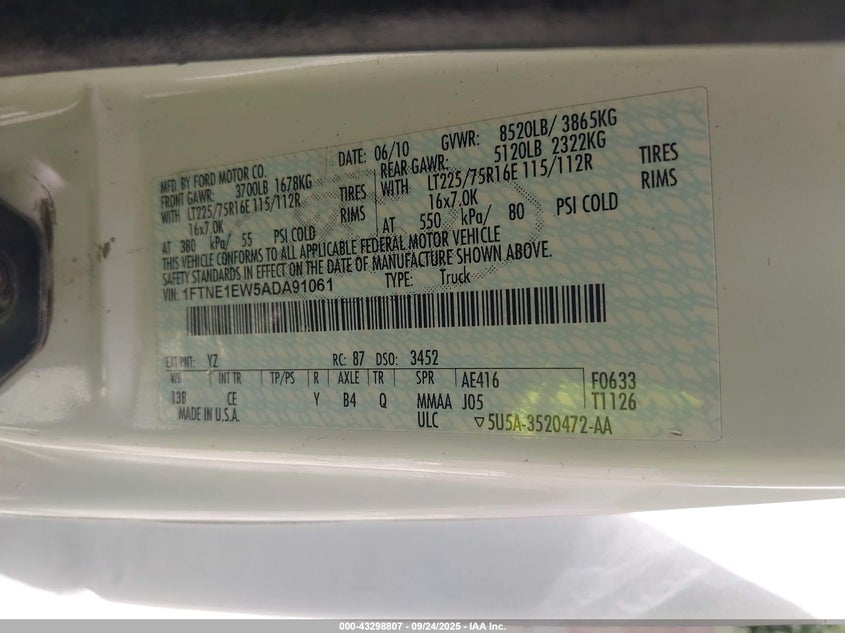 MFD. BY FORD MOTOR CO. DATE: 06/10 GVWR: 8520LB/ 3865KG
FRONT GAWR: 3700LB 1678KG REAR GAWR: 5120LB 2322KG
WITH LT225/75R16E 115/112R TIRES WITH LT225/75R16E 115/112R TIRES
16x7.0K RIMS 16x7.0K RIMS
AT 380 kPa/ 55 PSI COLD AT 550 kPa/ 80 PSI COLD
THIS VEHICLE CONFORMS TO ALL APPLICABLE FEDERAL MOTOR VEHICLE
SAFETY STANDARDS IN EFFECT ON THE DATE OF MANUFACTURE SHOWN ABOVE.
VIN: 1FTNE1EW5ADA91061 TYPE: Truck
EXT PNT: YZ RC: 87 DSO: 3452
WB INT TR TP/PS R AXLE TR SPR AE416 F0633
138 CE Y B4 Q MMAA J05 T1126
MADE IN U.S.A. ULC ▽5U5A-3520472-AA
000-43298807 - 09/24/2025 - IAA Inc.